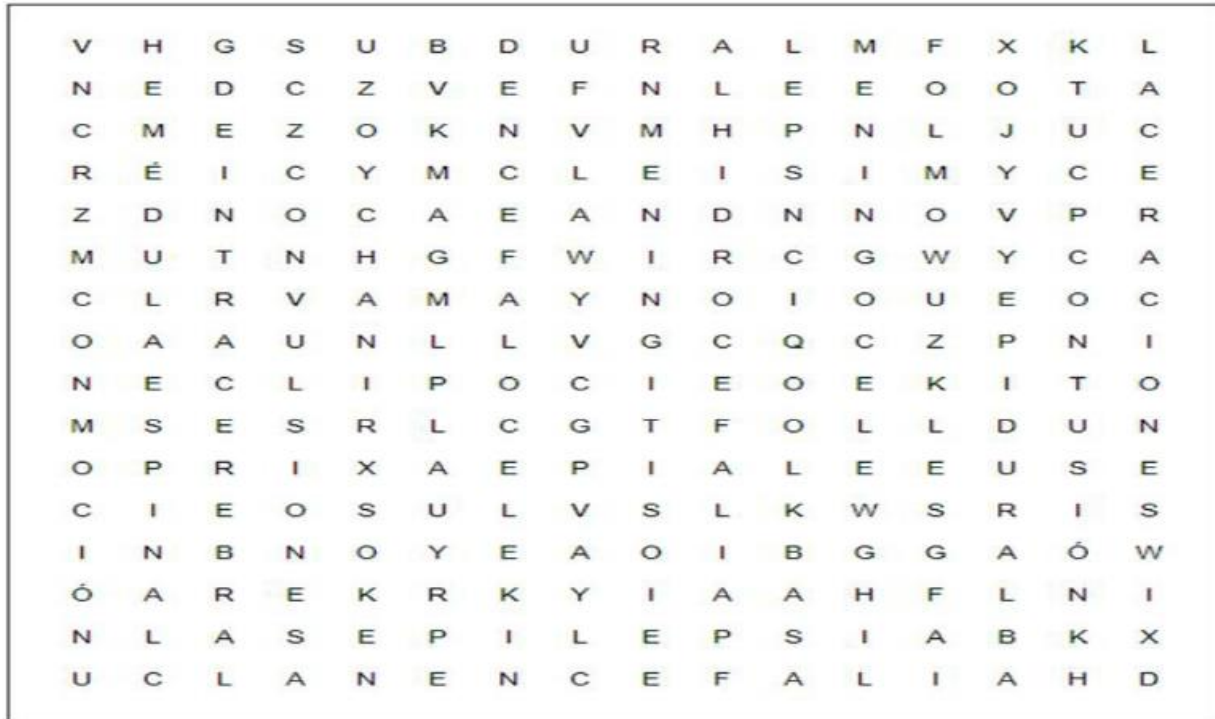 V H G S U B D U R A L M F X K L
N E D C Z V E F N L E E O O T A
C M E Z O K N V M H P N L J U C
R É I C Y M C L E I S I M Y C E
Z D N O C A E A N D N N O V P R
M U T N H G F W I R C G W Y C A
C L R V A M A Y N O I O U E O C
O A A U N L L V G C Q C Z P N I
N E C L I P O C I E O E K I T O
M S E S R L C G T F O L L D U N
O P R I X A E P I A L E E U S E
C I E O S U L V S L K W S R I S
I N B N O Y E A O I B G G A Ó W
Ó A R E K R K Y I A A H F L N I
N L A S E P I L E P S I A B K X
U C L A N E N C E F A L I A H D